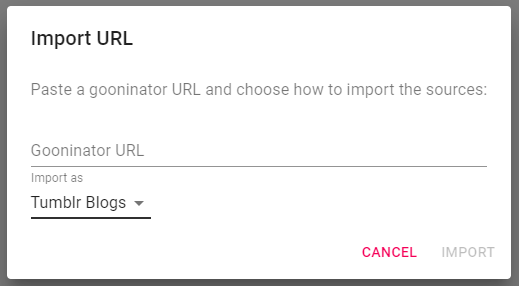 Import URL
Paste a gooninator URL and choose how to import the sources:
Gooninator URL
Import as
Tumblr Blogs
CANCEL IMPORT